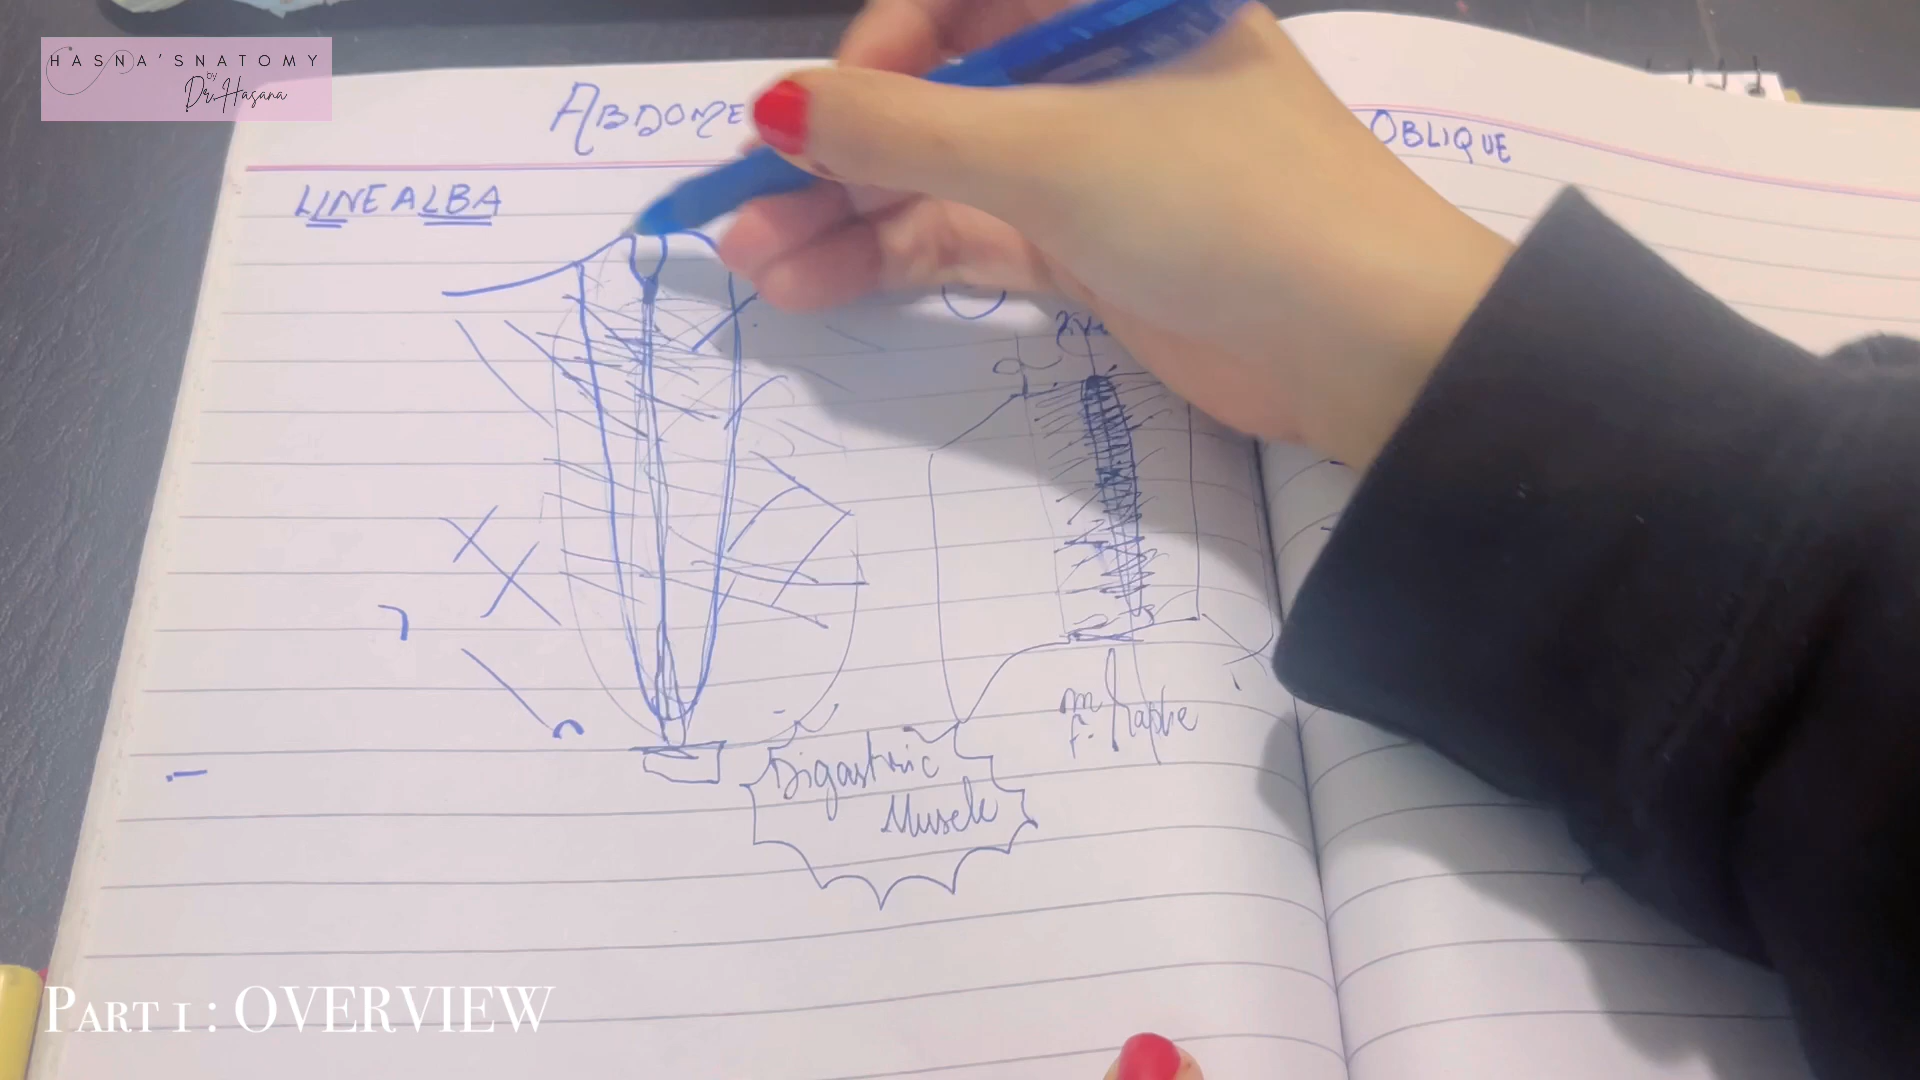 HASNA'SNATOMY
by
Dr. Hasana
ABDOME
OBLIQUE
LINEALBA
m
f. Raphe
Digastric
Muscle
PART 1 : OVERVIEW